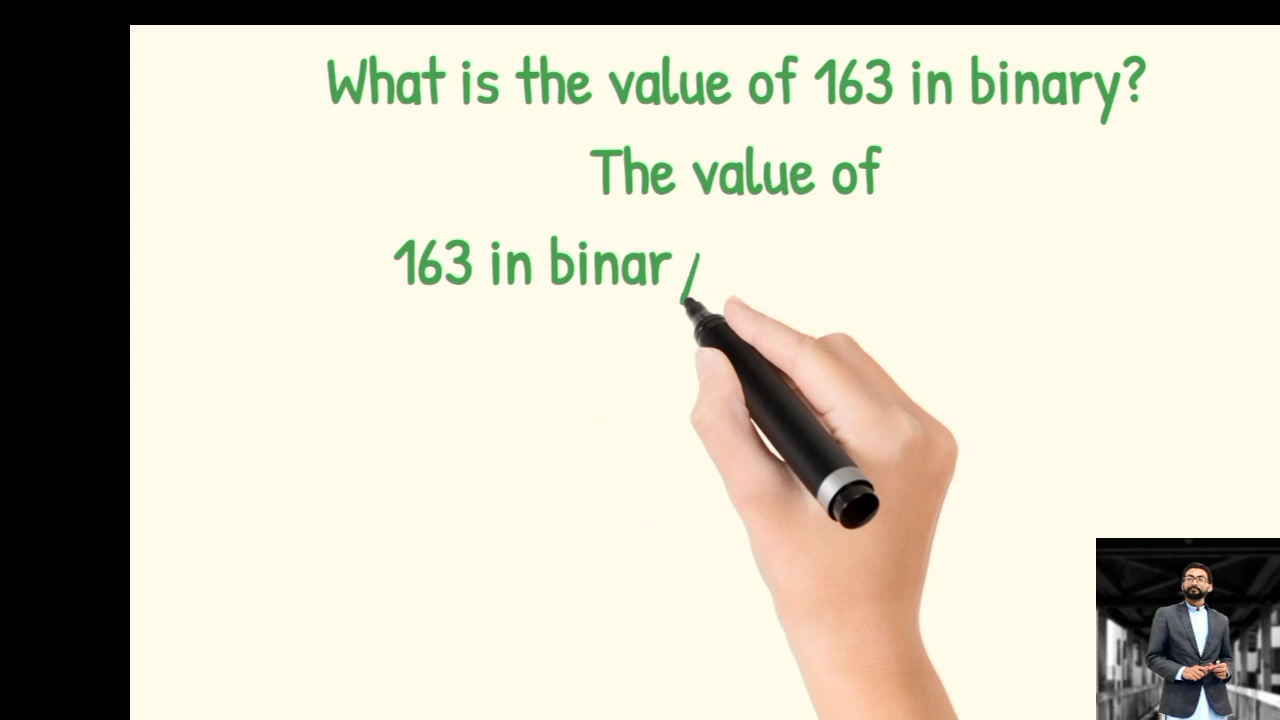 What is the value of 163 in binary?
The value of
163 in binar